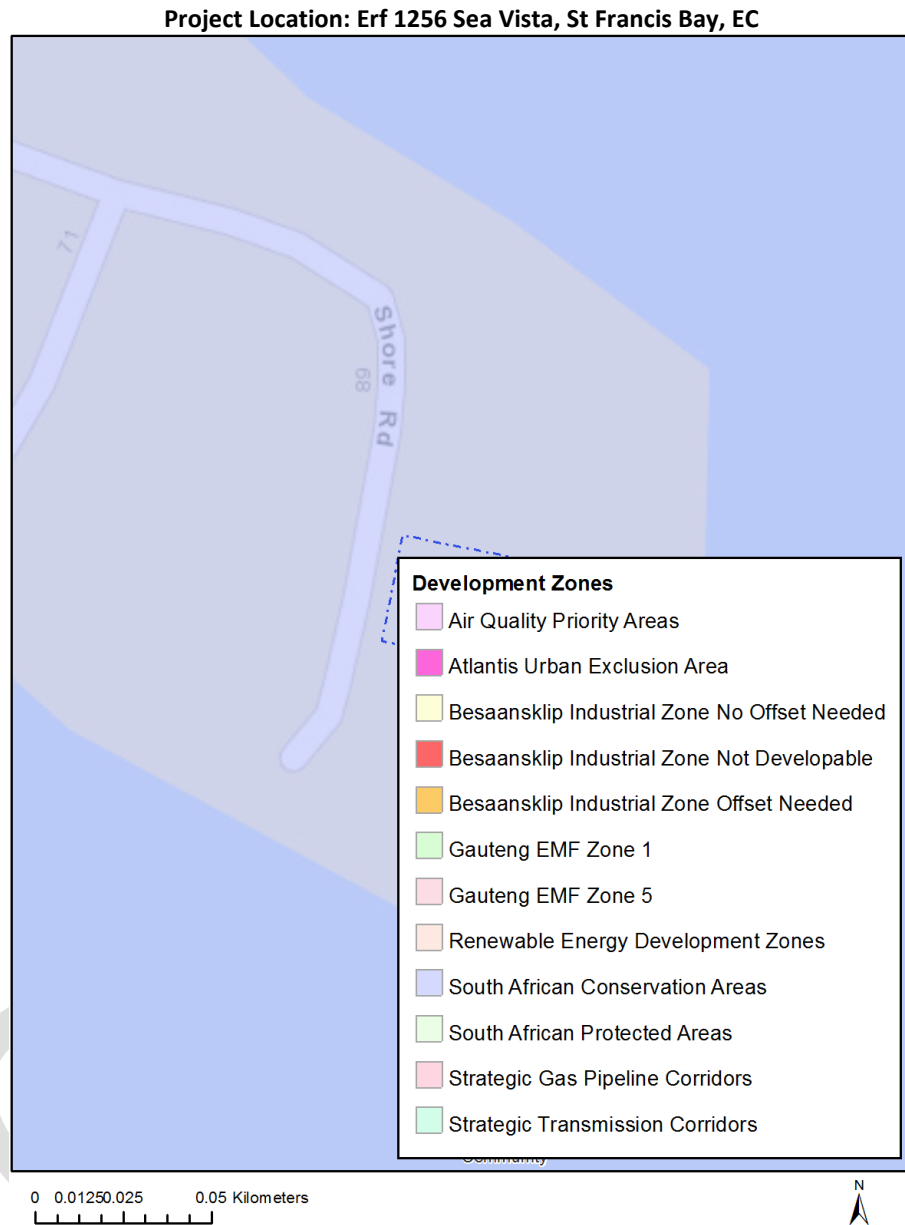 Project Location: Erf 1256 Sea Vista, St Francis Bay, EC
71
Shore Rd
68
Development Zones
Air Quality Priority Areas
Atlantis Urban Exclusion Area
Besaansklip Industrial Zone No Offset Needed
Besaansklip Industrial Zone Not Developable
Besaansklip Industrial Zone Offset Needed
Gauteng EMF Zone 1
Gauteng EMF Zone 5
Renewable Energy Development Zones
South African Conservation Areas
South African Protected Areas
Strategic Gas Pipeline Corridors
Strategic Transmission Corridors
Community
0 0.01250.025 0.05 Kilometers
N